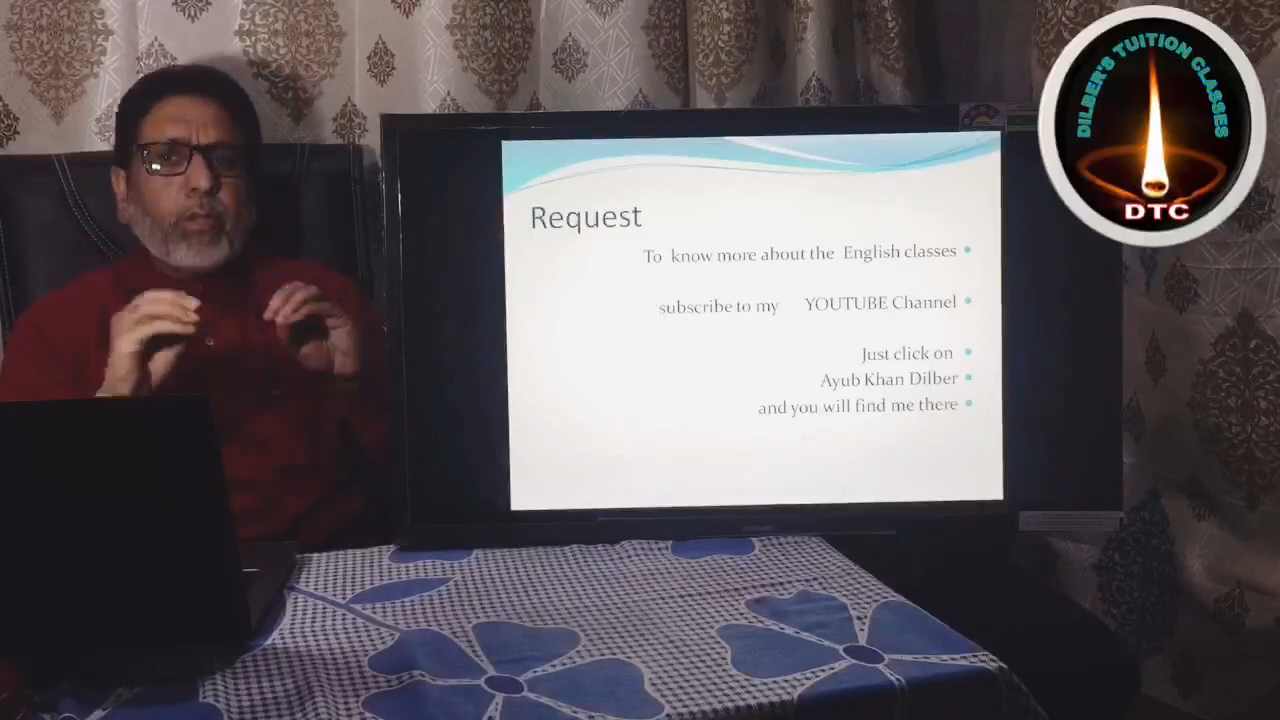 DILBER'S TUITION CLASSES
DTC
Request
To know more about the English classes
subscribe to my YOUTUBE Channel
Just click on
Ayub Khan Dilber
and you will find me there